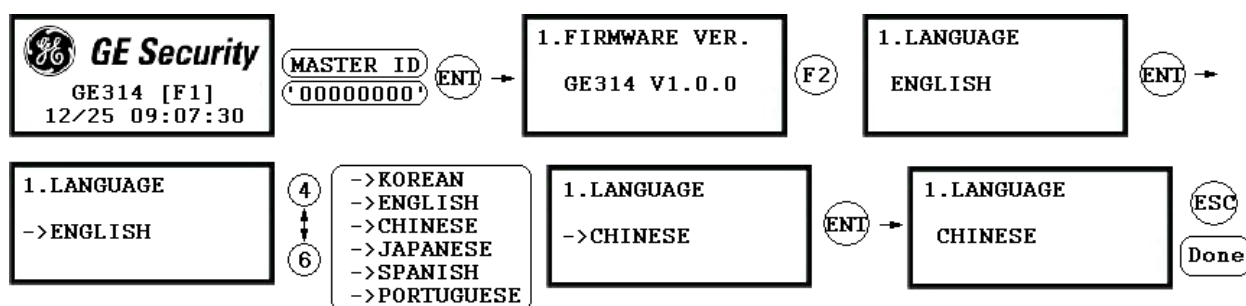 GE GE Security
GE314 [F1]
12/25 09:07:30
MASTER ID
'00000000'
ENT
1.FIRMWARE VER.
GE314 V1.0.0
F2
1.LANGUAGE
ENGLISH
ENT
1.LANGUAGE
->ENGLISH
4
6
->KOREAN
->ENGLISH
->CHINESE
->JAPANESE
->SPANISH
->PORTUGUESE
1.LANGUAGE
->CHINESE
ENT
1.LANGUAGE
CHINESE
ESC
Done